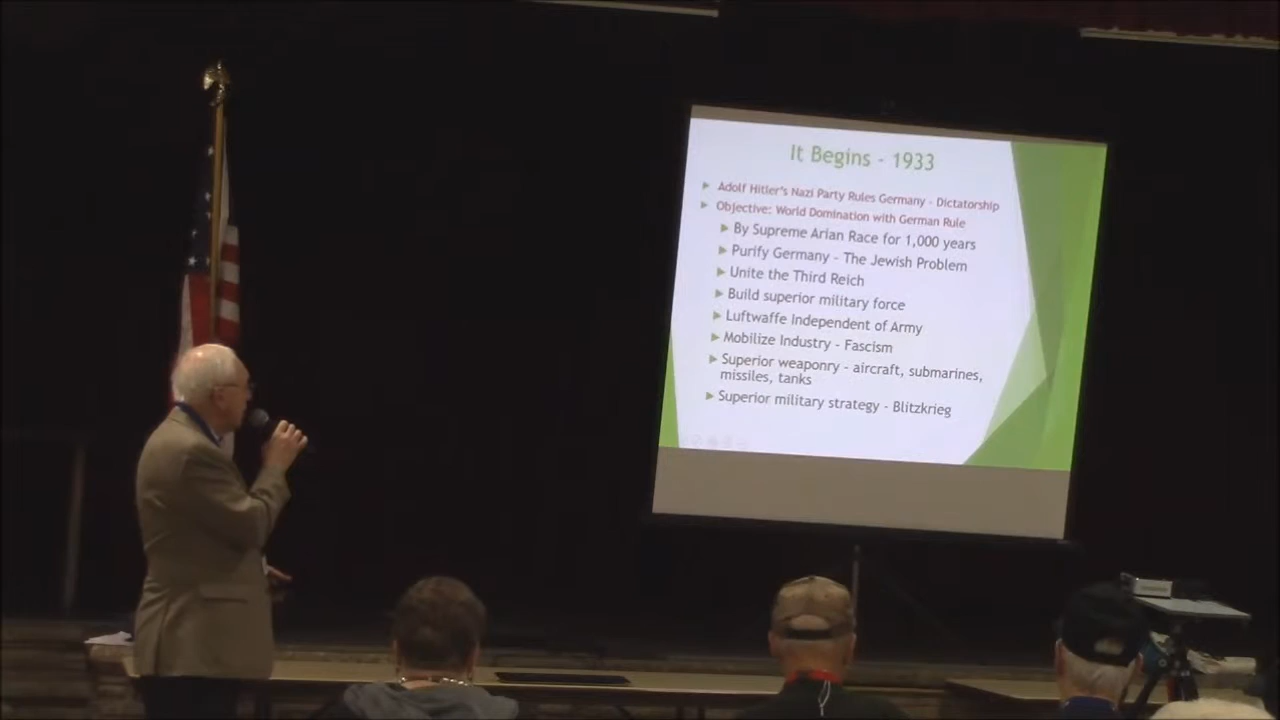 It Begins - 1933
Adolf Hitler's Nazi Party Rules Germany - Dictatorship
Objective: World Domination with German Rule
By Supreme Arian Race for 1,000 years
Purify Germany - The Jewish Problem
Unite the Third Reich
Build superior military force
Luftwaffe Independent of Army
Mobilize Industry - Fascism
Superior weaponry - aircraft, submarines,
missiles, tanks
Superior military strategy - Blitzkrieg